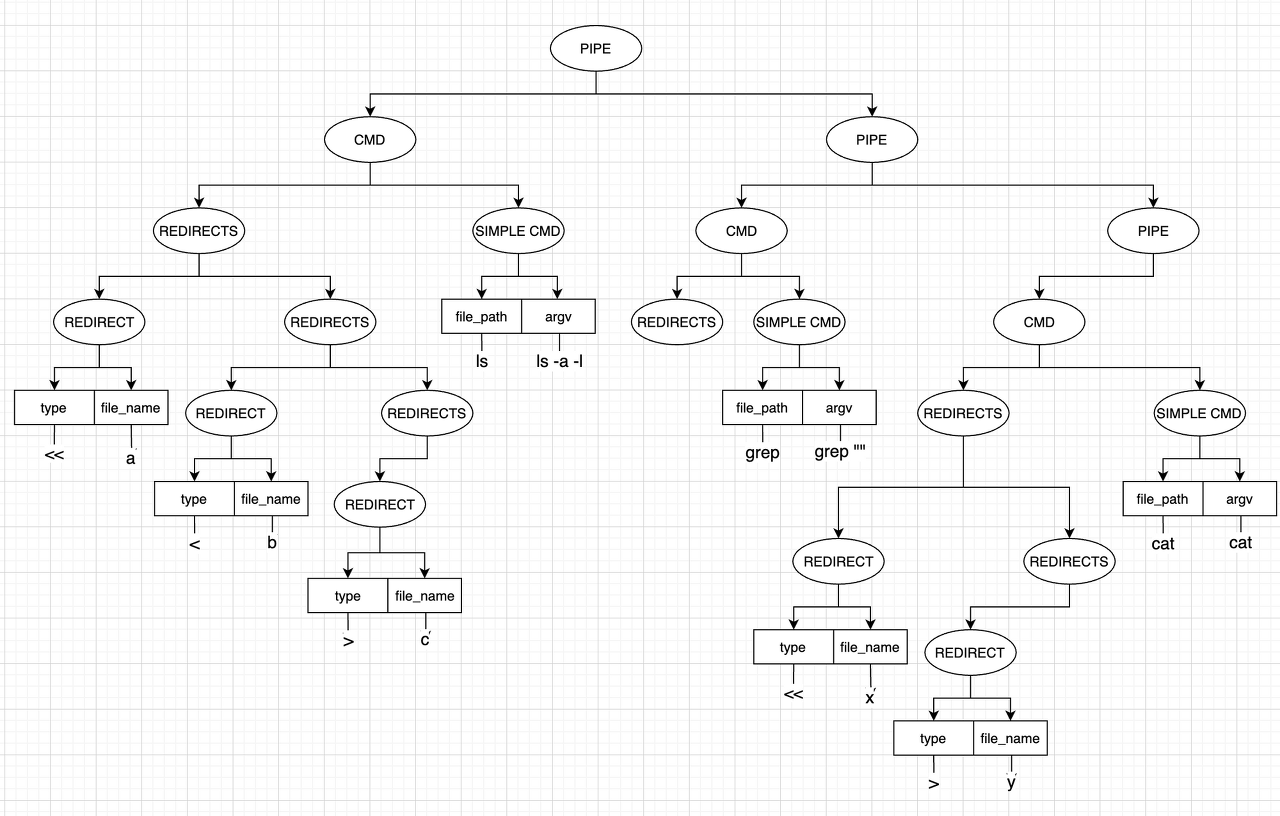 PIPE
CMD
PIPE
REDIRECTS
SIMPLE CMD
CMD
PIPE
REDIRECT
REDIRECTS
file_path argv
ls ls -a -l
REDIRECTS
SIMPLE CMD
CMD
type file_name
<< a
REDIRECT
REDIRECTS
file_path argv
grep grep ""
REDIRECTS
SIMPLE CMD
type file_name
< b
REDIRECT
file_path argv
cat cat
type file_name
> c
REDIRECT
REDIRECTS
type file_name
<< x
REDIRECT
type file_name
> y